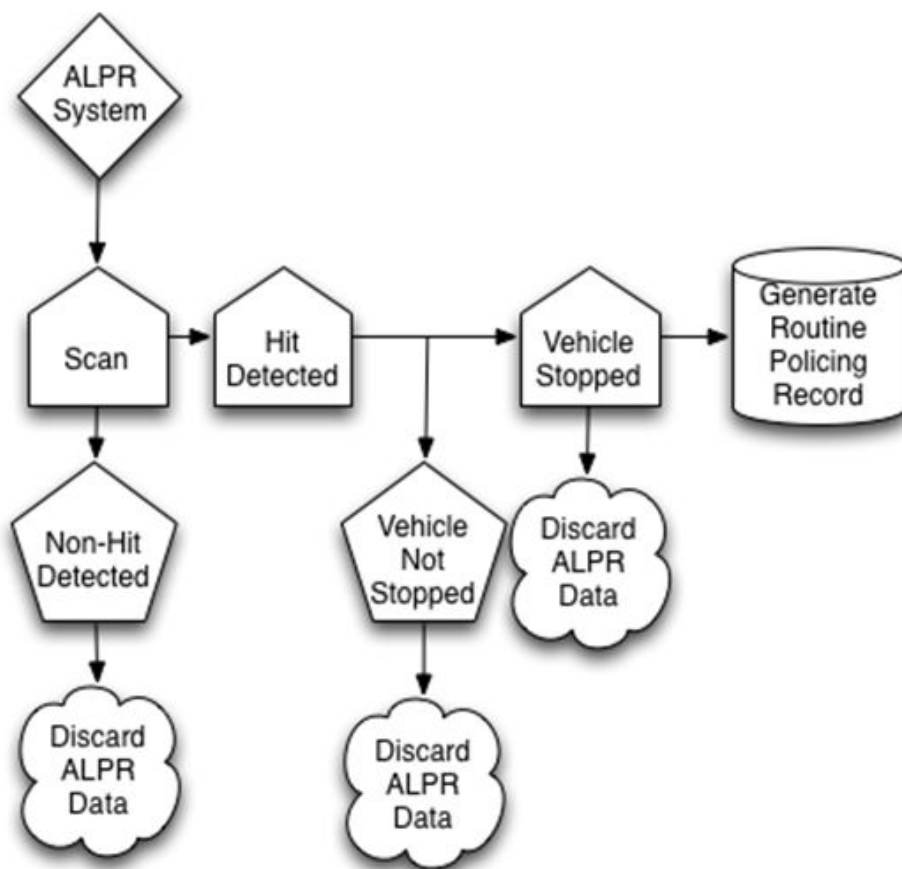 ALPR
System
Scan
Hit
Detected
Vehicle
Stopped
Generate
Routine
Policing
Record
Non-Hit
Detected
Vehicle
Not
Stopped
Discard
ALPR
Data
Discard
ALPR
Data
Discard
ALPR
Data